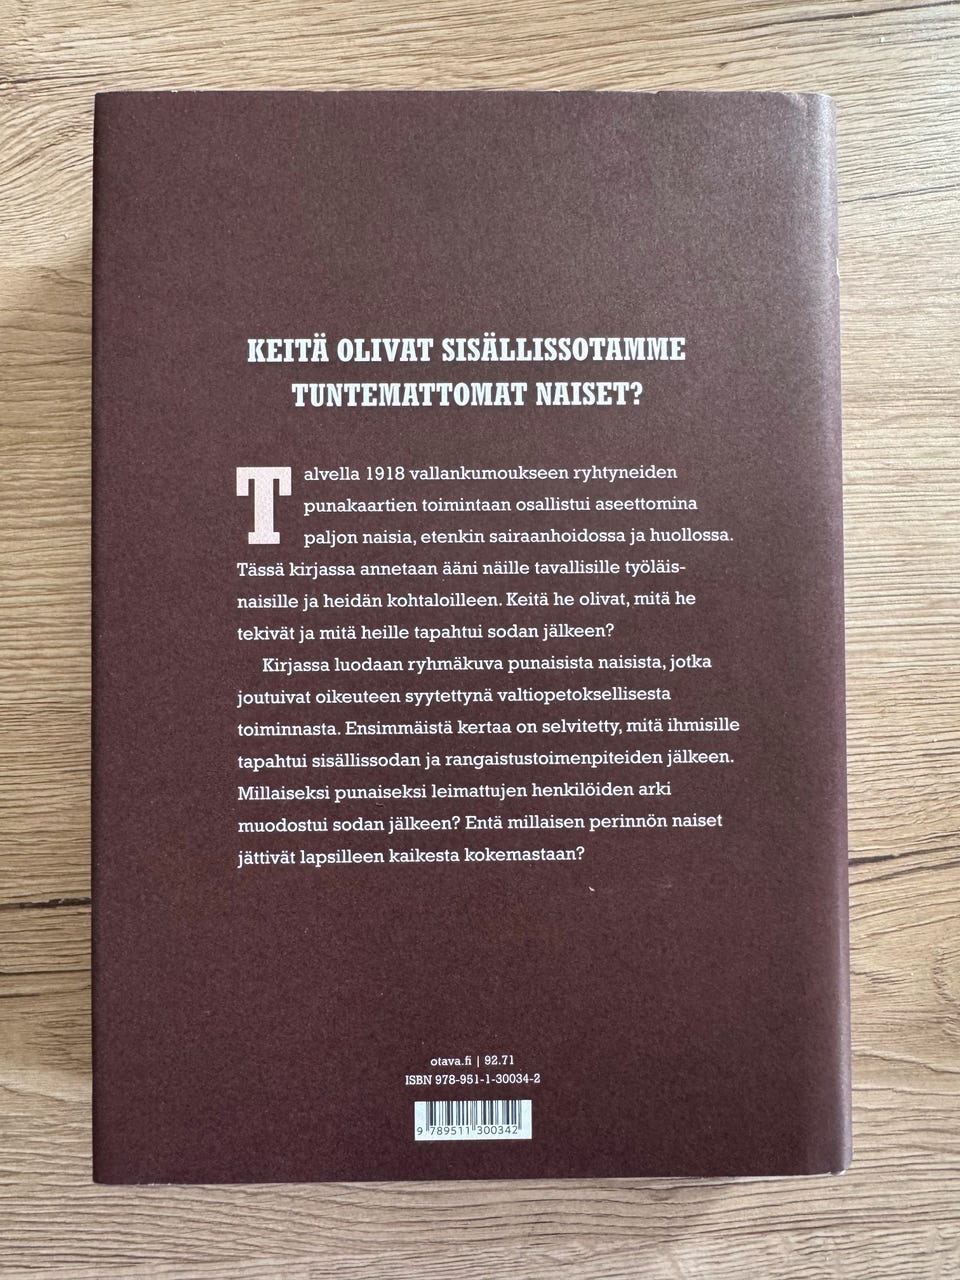 KEITÄ OLIVAT SISÄLLISSOTAMME
TUNTEMATTOMAT NAISET?
Talvella 1918 vallankumoukseen ryhtyneiden
punakaartien toimintaan osallistui aseettomina
paljon naisia, etenkin sairaanhoidossa ja huollossa.
Tässä kirjassa annetaan ääni näille tavallisille työläis-
naisille ja heidän kohtaloilleen. Keitä he olivat, mitä he
tekivät ja mitä heille tapahtui sodan jälkeen?
Kirjassa luodaan ryhmäkuva punaisista naisista, jotka
joutuivat oikeuteen syytettynä valtiopetoksellisesta
toiminnasta. Ensimmäistä kertaa on selvitetty, mitä ihmisille
tapahtui sisällissodan ja rangaistustoimenpiteiden jälkeen.
Millaiseksi punaiseksi leimattujen henkilöiden arki
muodostui sodan jälkeen? Entä millaisen perinnön naiset
jättivät lapsilleen kaikesta kokemastaan?
otava.fi | 92.71
ISBN 978-951-1-30034-2
9 789511 300342